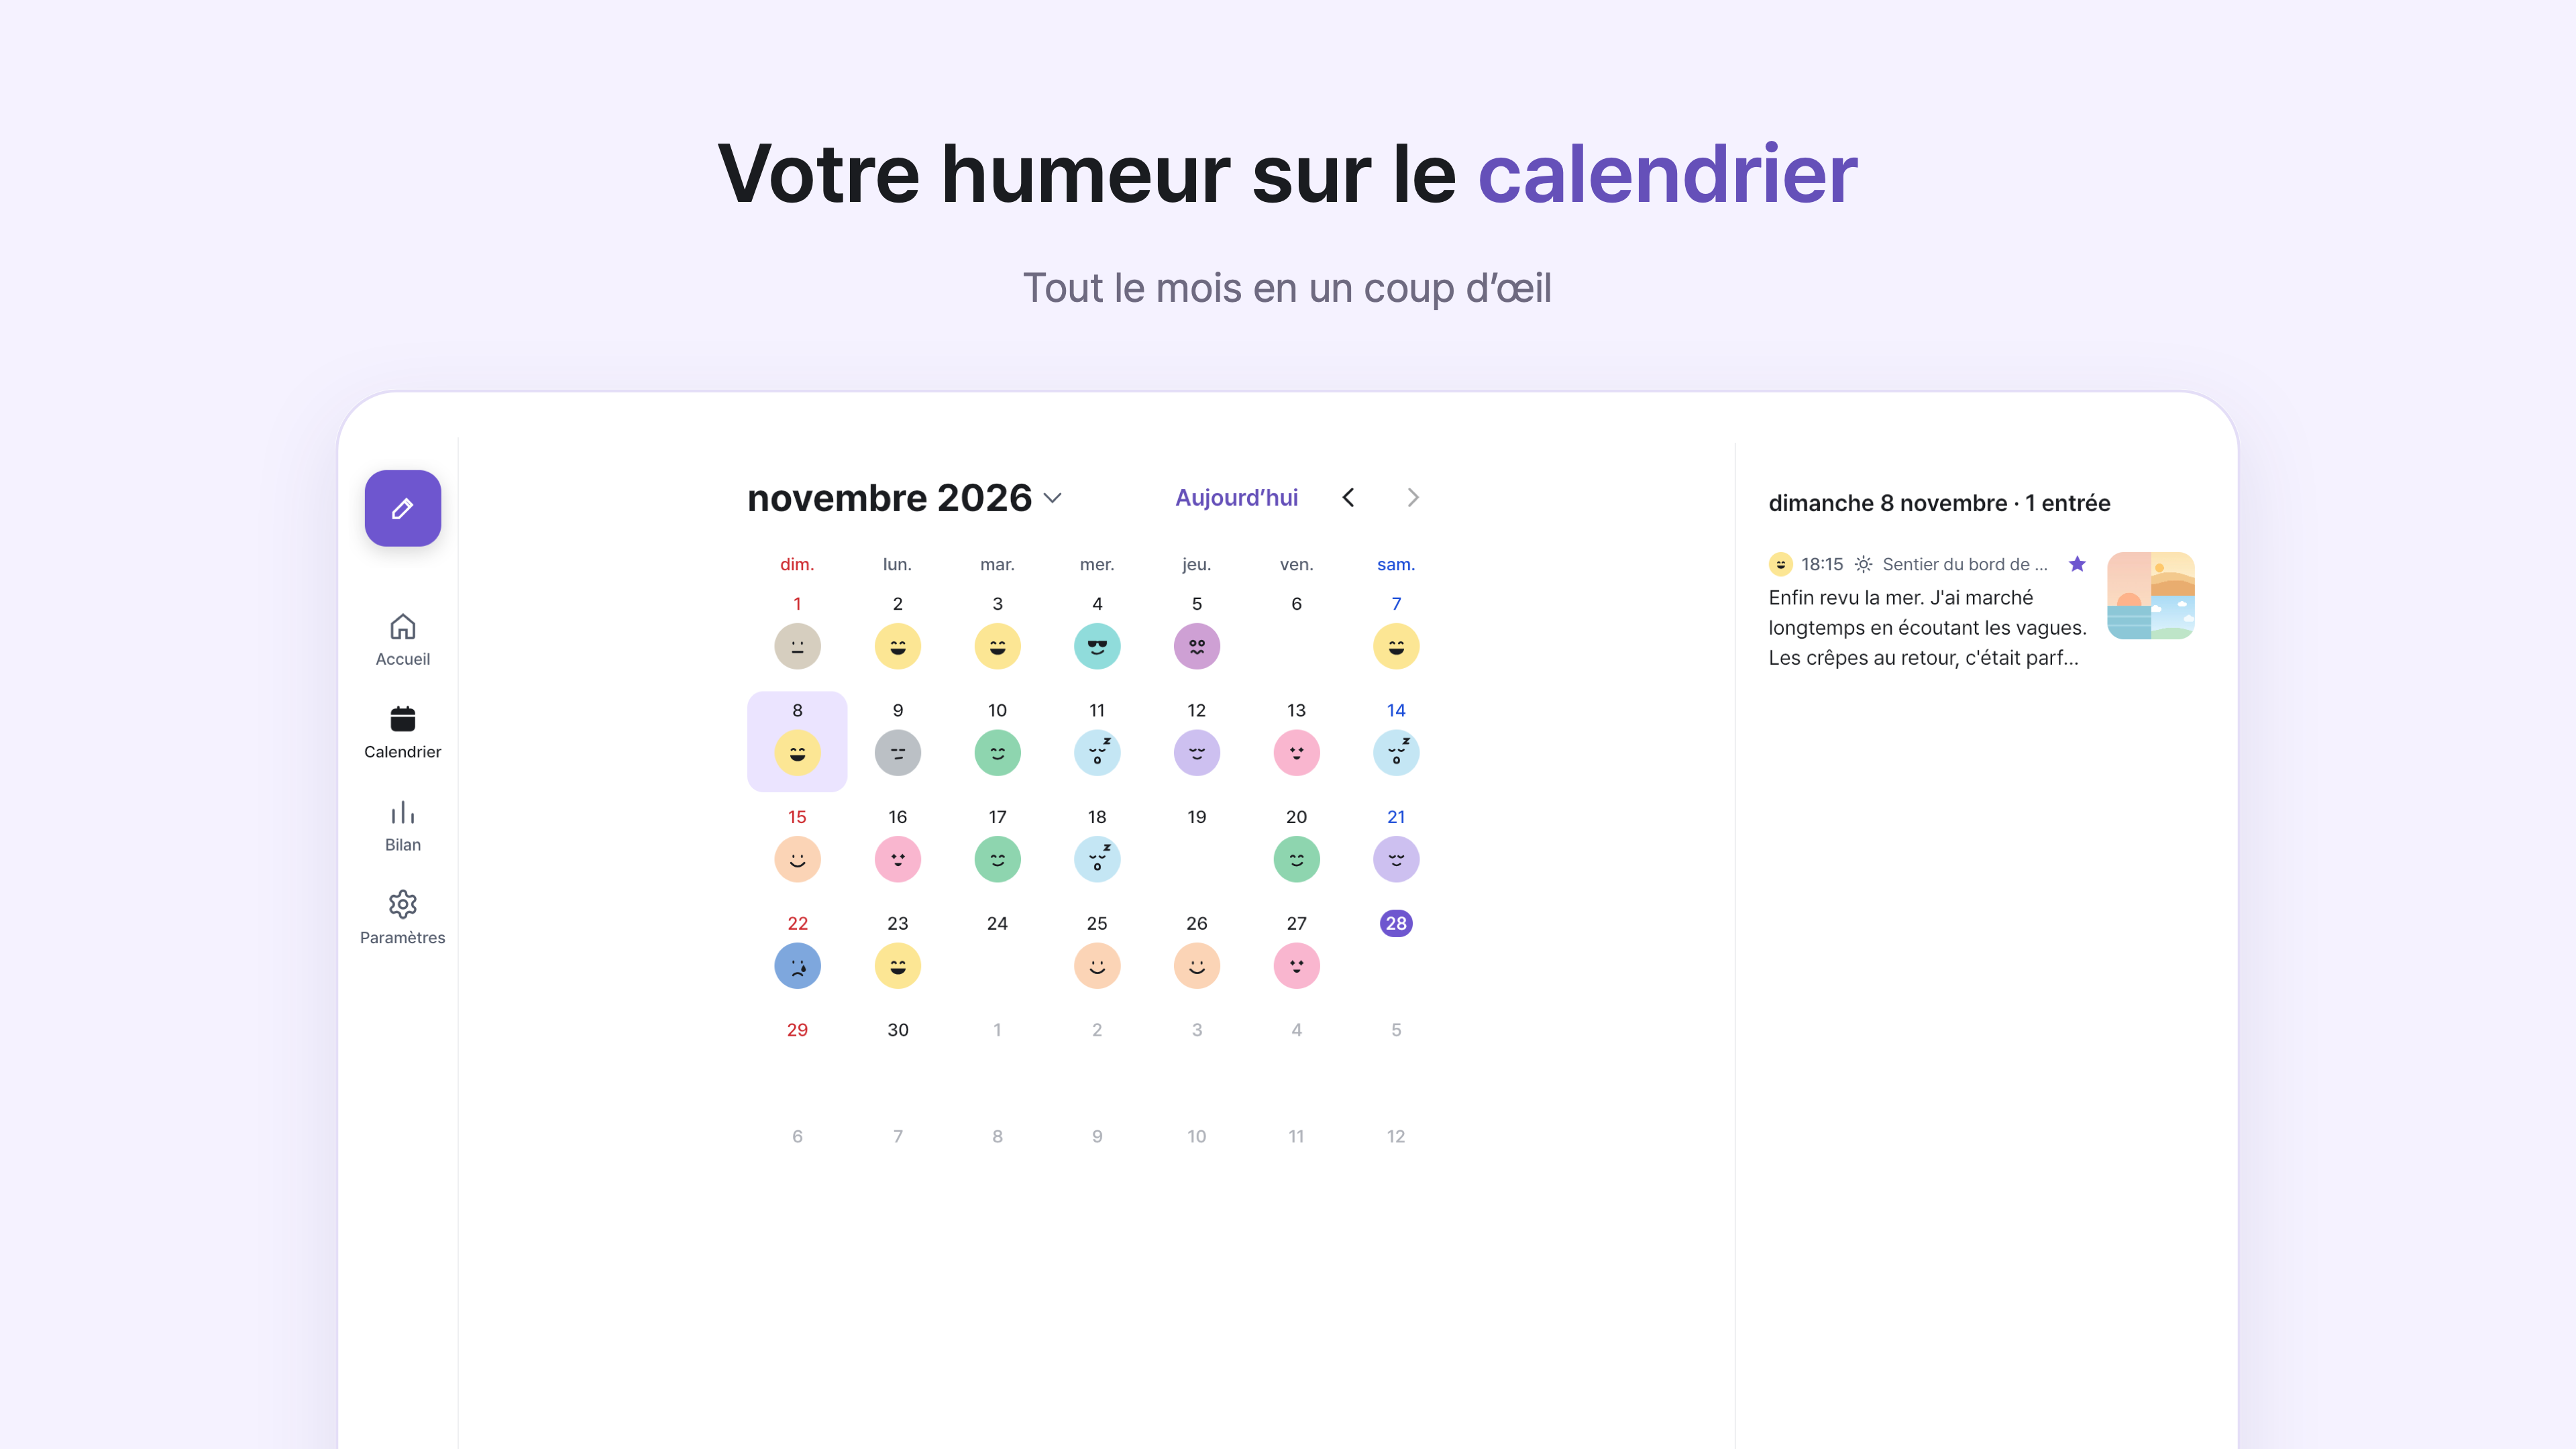 Votre humeur sur le calendrier
Tout le mois en un coup d’œil
Accueil
Calendrier
Bilan
Paramètres
novembre 2026
Aujourd’hui
dim. lun. mar. mer. jeu. ven. sam.
1 2 3 4 5 6 7
8 9 10 11 12 13 14
15 16 17 18 19 20 21
22 23 24 25 26 27 28
29 30 1 2 3 4 5
6 7 8 9 10 11 12
dimanche 8 novembre · 1 entrée
18:15 Sentier du bord de ...
Enfin revu la mer. J'ai marché
longtemps en écoutant les vagues.
Les crêpes au retour, c'était parf...